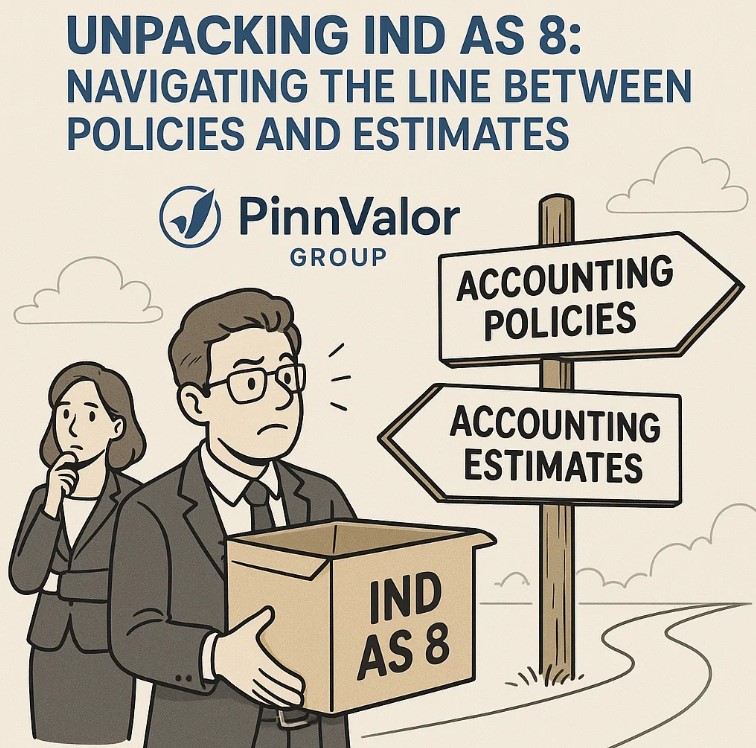 UNPACKING IND AS 8:
NAVIGATING THE LINE BETWEEN
POLICIES AND ESTIMATES
PinnValor
GROUP
ACCOUNTING
POLICIES
ACCOUNTING
ESTIMATES
IND
AS 8